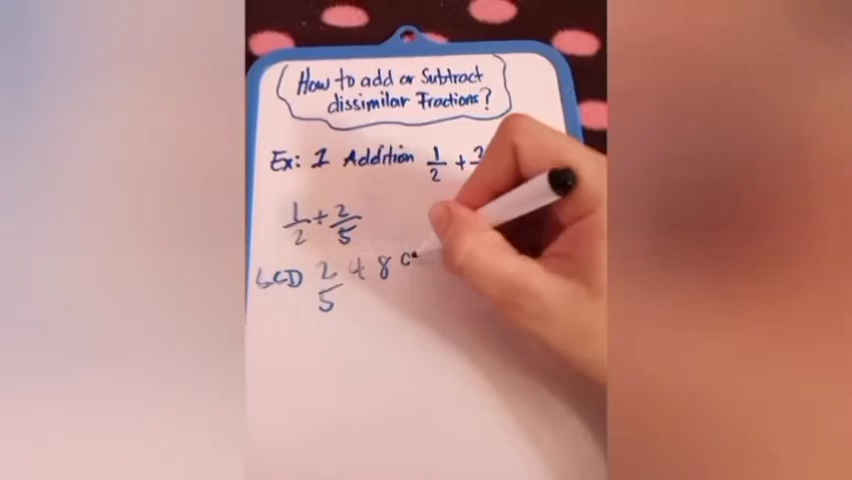 How to add or Subtract
dissimilar Fractions?
Ex: 1 Addition 1/2 +
1/2 + 2/5
LCD 2 4 8
5